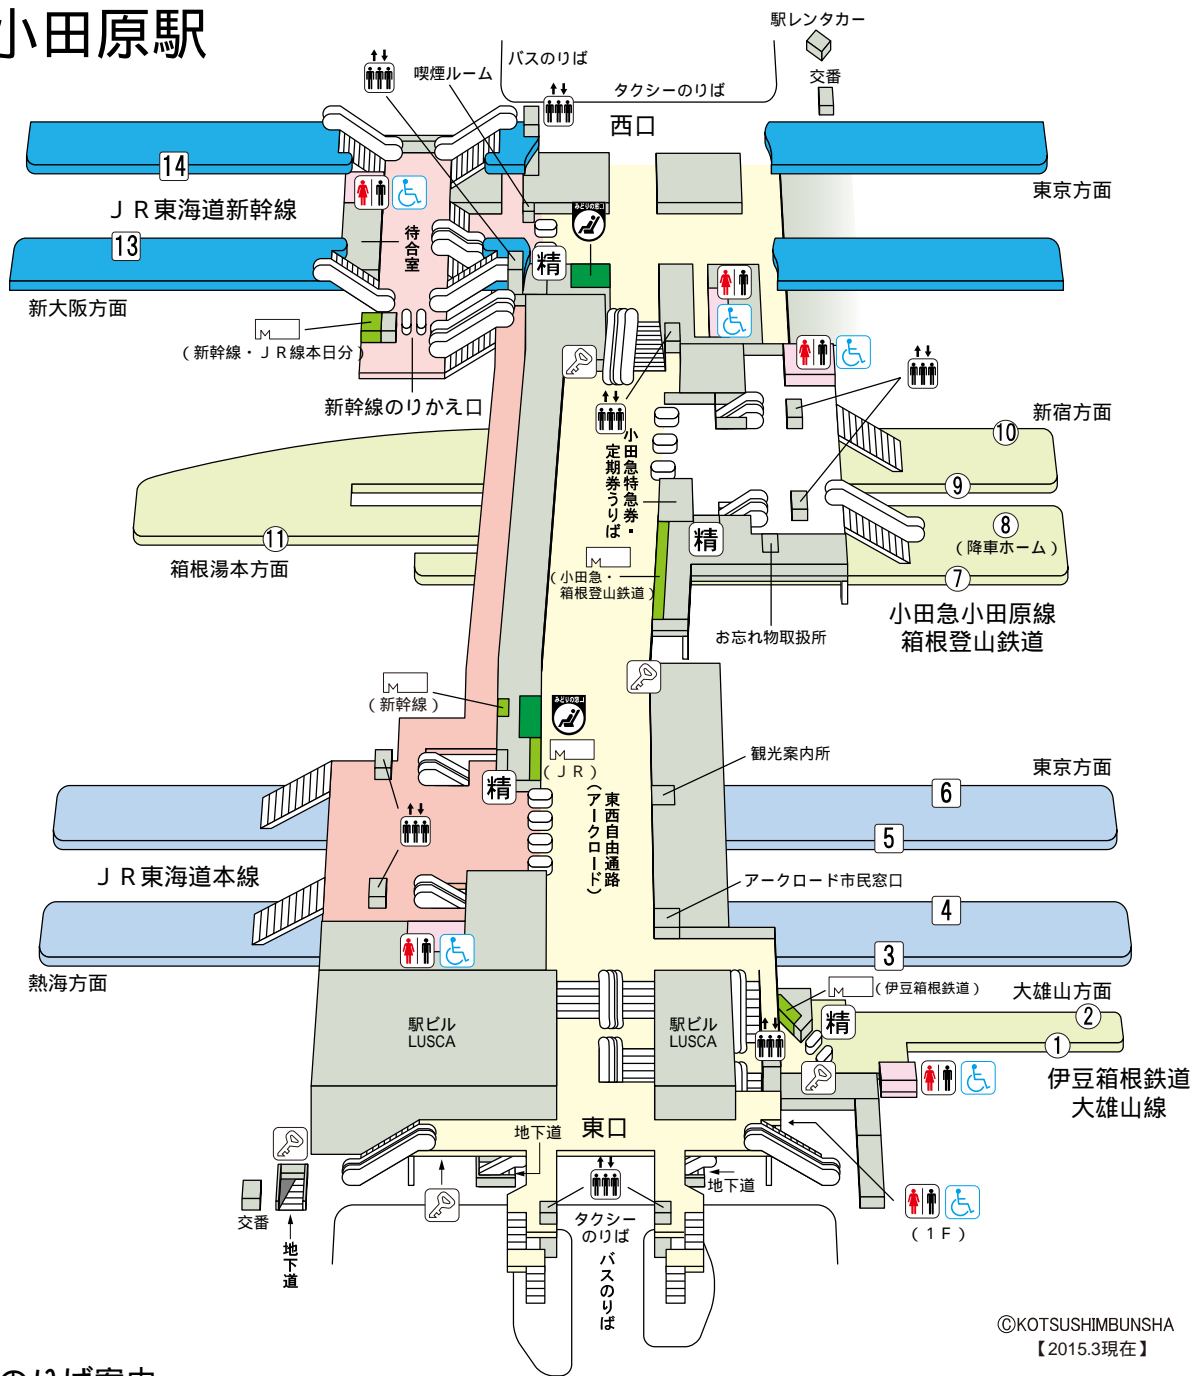 小田原駅
駅レンタカー
バスのりば
喫煙ルーム
交番
タクシーのりば
西口
14
東京方面
JR東海道新幹線
みどりの窓口
待合室
13
精
新大阪方面
M
(新幹線・JR線本日分)
新幹線のりかえ口
新宿方面
10
小田急特急券・
定期券うりば
9
8
(降車ホーム)
11
精
箱根湯本方面
M
(小田急・
箱根登山鉄道)
7
小田急小田原線
箱根登山鉄道
お忘れ物取扱所
M
(新幹線)
みどりの窓口
M
(JR)
観光案内所
東京方面
精
6
東西自由通路
(アークロード)
5
JR東海道本線
アークロード市民窓口
4
3
熱海方面
M
(伊豆箱根鉄道)
大雄山方面
駅ビル
LUSCA
駅ビル
LUSCA
精
2
1
伊豆箱根鉄道
大雄山線
東口
地下道
地下道
交番
地下道
タクシー
のりば
バスのりば
(1F)
©KOTSUSHIMBUNSHA
【2015.3現在】